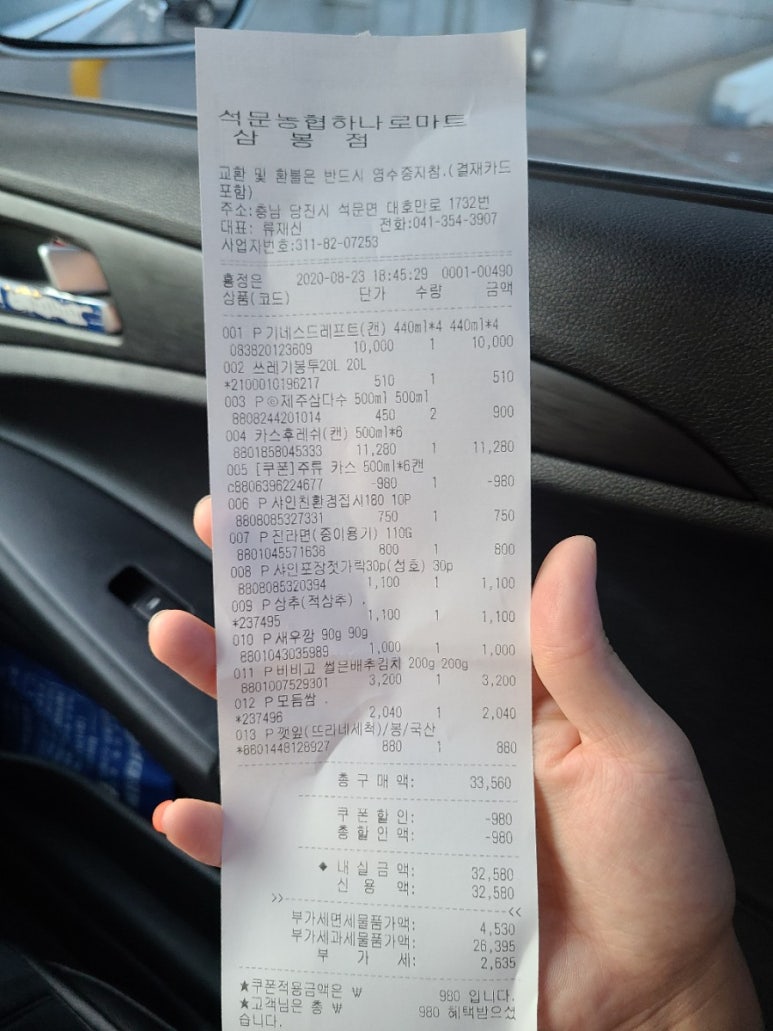 석문농협하나로마트
삼 봉 점
교환 및 환불은 반드시 영수증지참.(결재카드
포함)
주소:충남 당진시 석문면 대호만로 1732번
대표: 류재신 전화:041-354-3907
사업자번호:311-82-07253
홍정은 2020-08-23 18:45:29 0001-00490
상품(코드) 단가 수량 금액
001 P 기네스드래프트(캔) 440ml*4 440ml*4
083820123609 10,000 1 10,000
002 쓰레기봉투20L 20L
*2100010196217 510 1 510
003 P ⓒ제주삼다수 500ml 500ml
8808244201014 450 2 900
004 카스후레쉬(캔) 500ml*6
8801858045333 11,280 1 11,280
005 [쿠폰]주류 카스 500ml*6캔
c8806396224677 -980 1 -980
006 P 샤인친환경접시180 10P
8808085327331 750 1 750
007 P 진라면(종이용기) 110G
8801045571638 800 1 800
008 P 샤인포장젓가락30p(성호) 30p
8808085320394 1,100 1 1,100
009 P 상추(적상추) .
*237495 1,100 1 1,100
010 P 새우깡 90g 90g
8801043035989 1,000 1 1,000
011 P 비비고 썰은배추김치 200g 200g
8801007529301 3,200 1 3,200
012 P 모듬쌈 .
*237496 2,040 1 2,040
013 P 깻잎(뜨라네세척)/봉/국산
*8801448128927 880 1 880
총 구 매 액: 33,560
쿠 폰 할 인: -980
총 할 인 액: -980
◆ 내 실 금 액: 32,580
신 용 액: 32,580
>> <<
부가세면세물품가액: 4,530
부가세과세물품가액: 26,395
부 가 세: 2,635
★쿠폰적용금액은 ₩ 980 입니다.
★고객님은 총 ₩ 980 혜택받으셨
습니다.